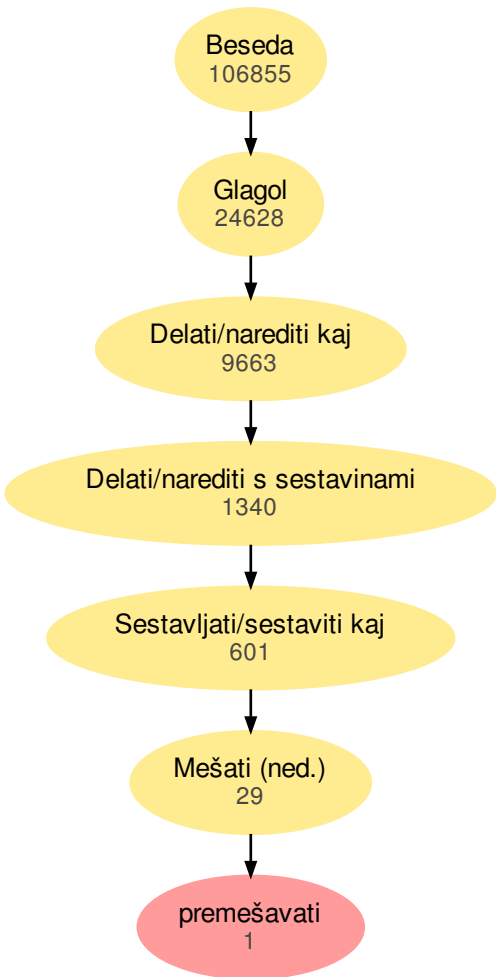 Beseda
106855
Glagol
24628
Delati/narediti kaj
9663
Delati/narediti s sestavinami
1340
Sestavljati/sestaviti kaj
601
Mešati (ned.)
29
premešavati
1